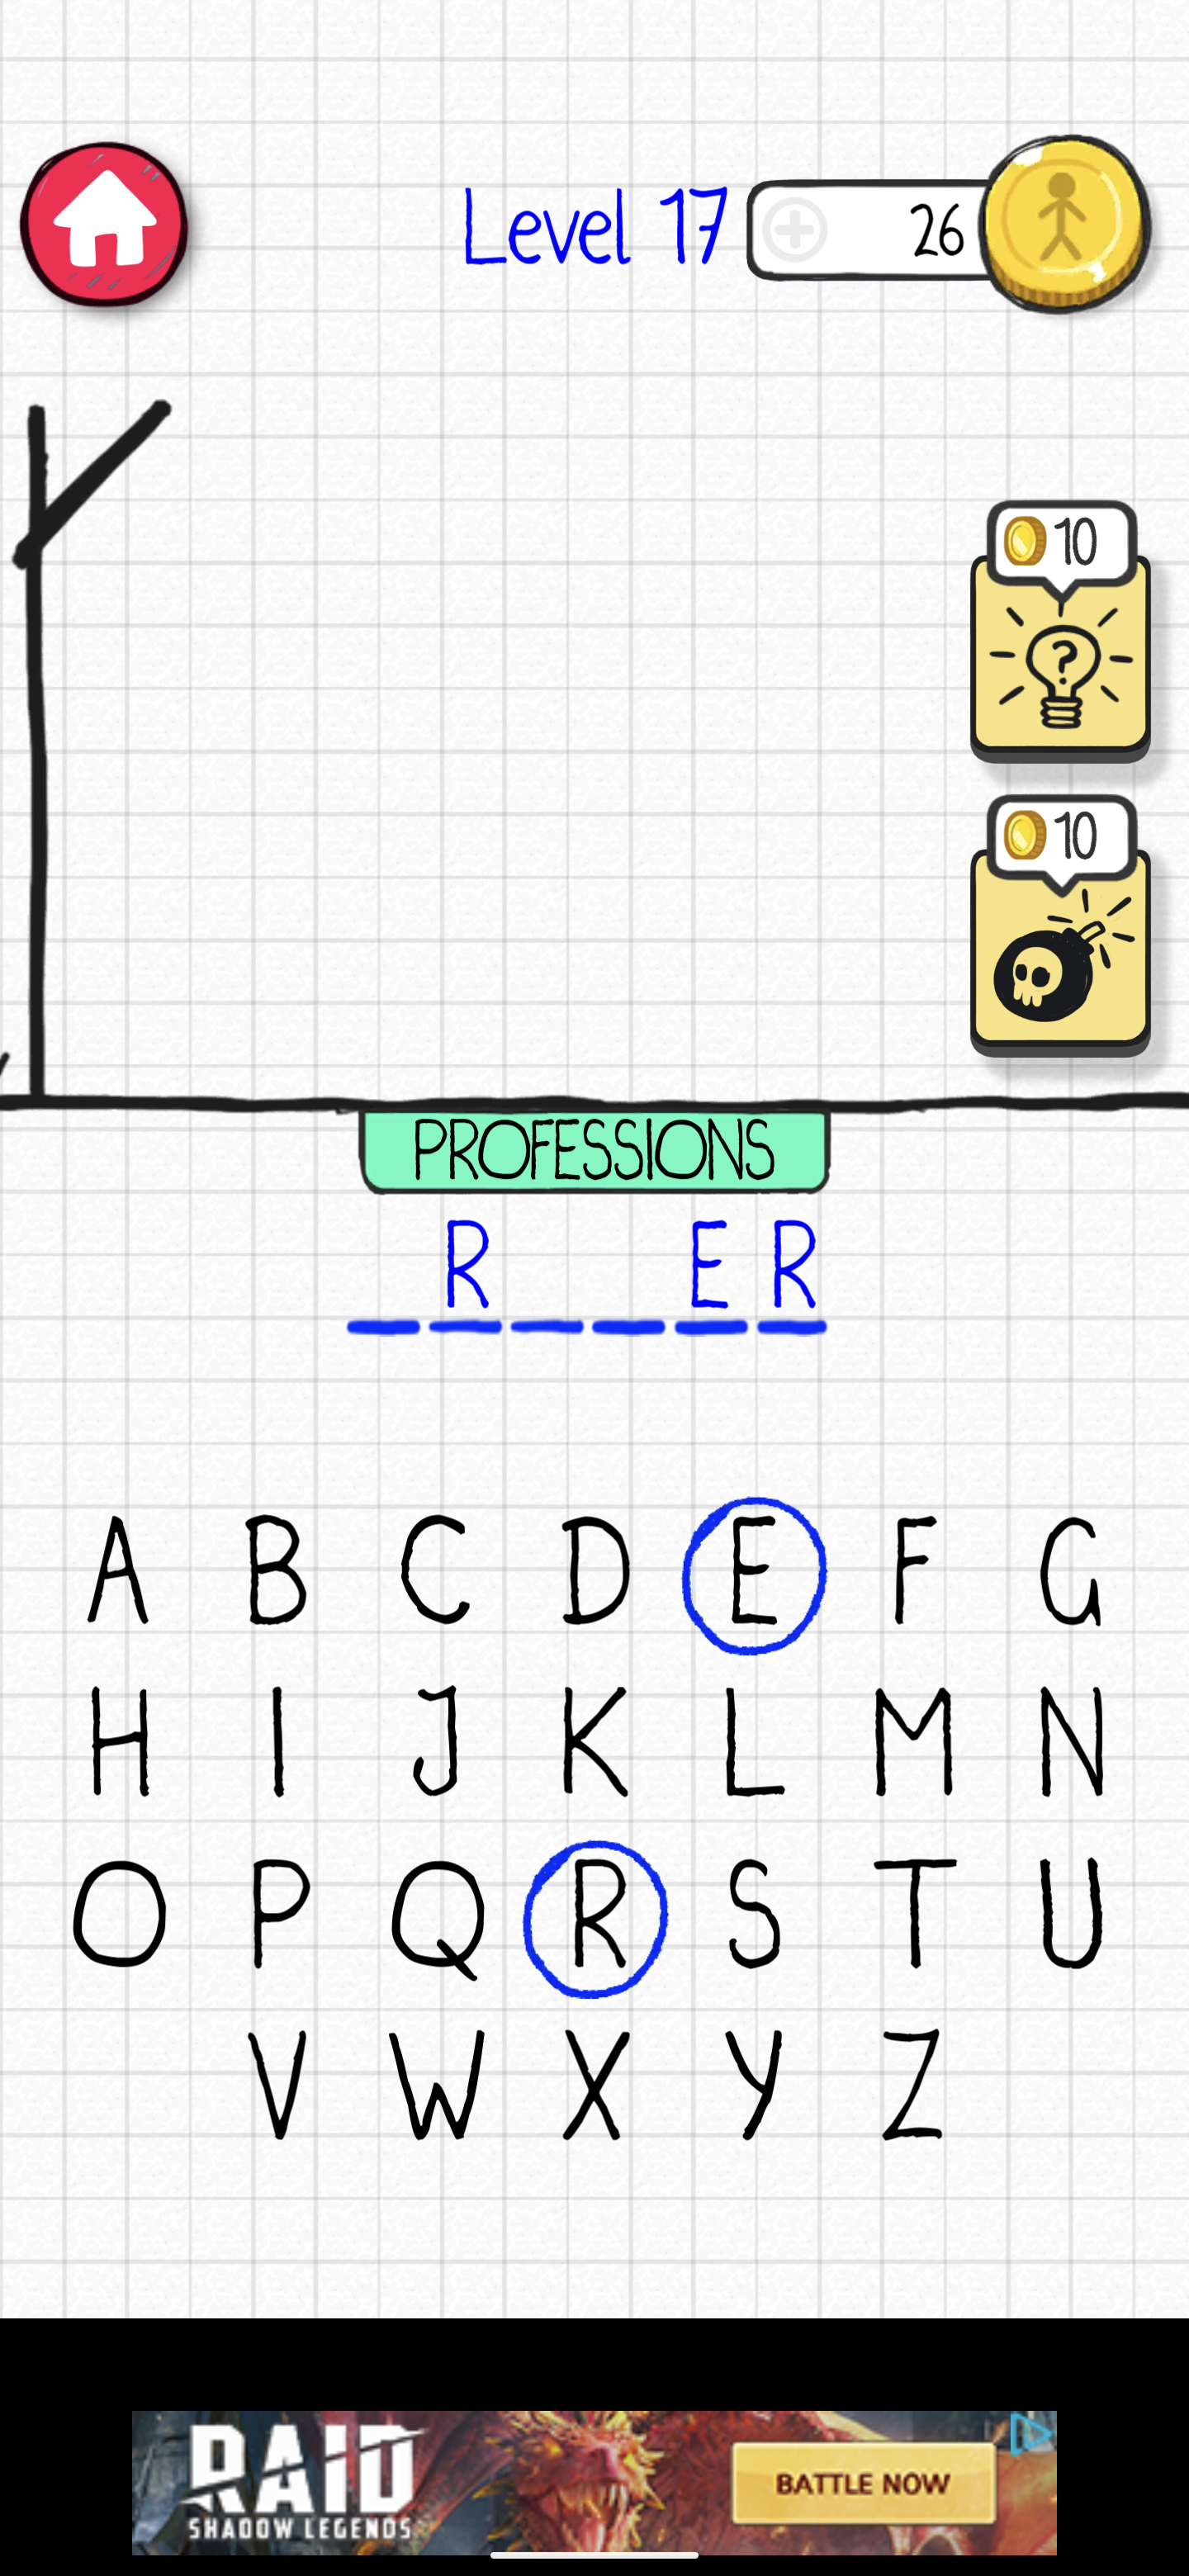 Level 17
26
10
10
PROFESSIONS
R E R
A B C D E F G
H I J K L M N
O P Q R S T U
V W X Y Z
RAID
SHADOW LEGENDS
BATTLE NOW